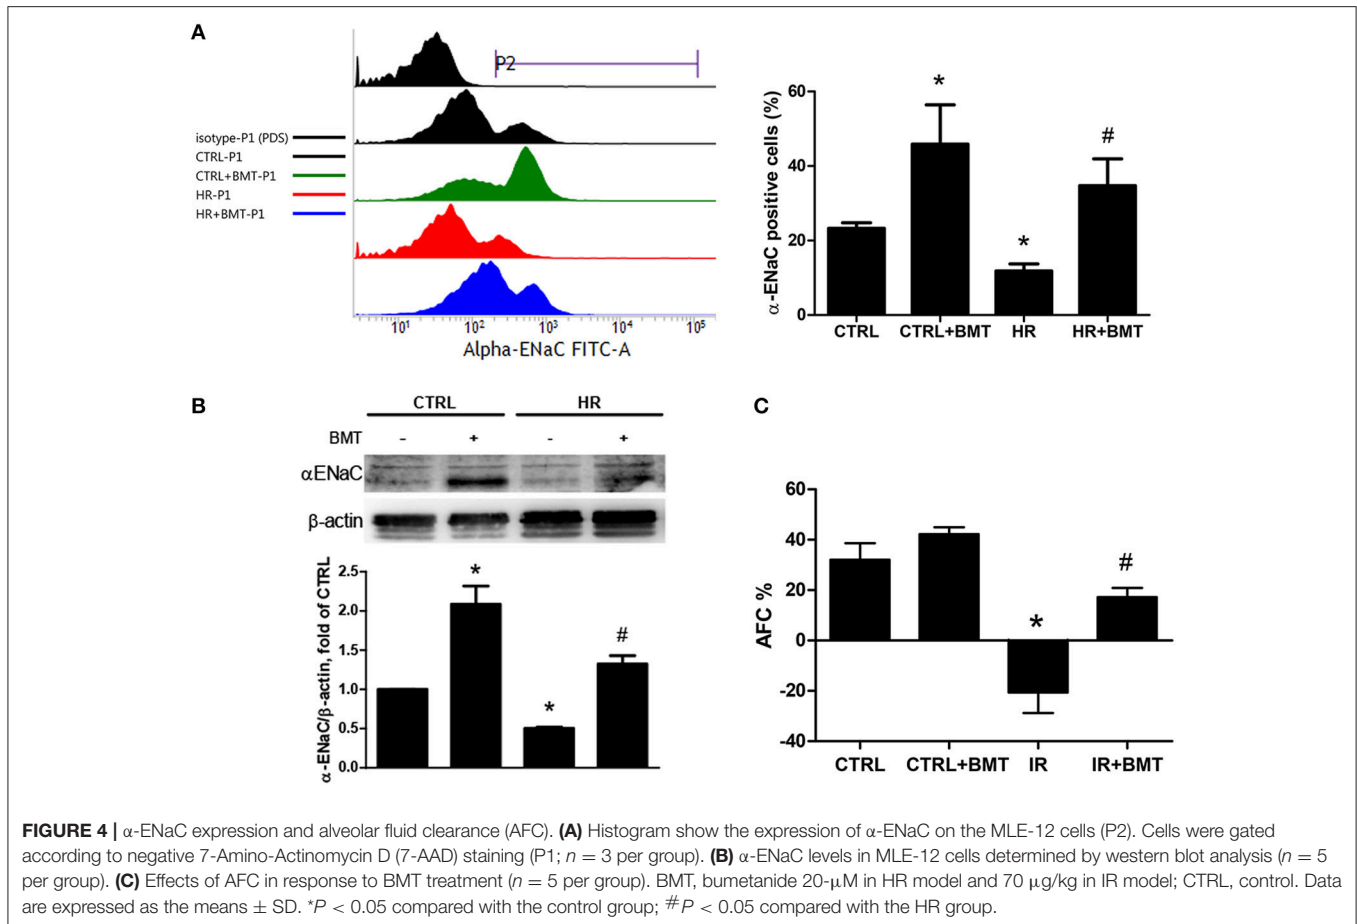 A
P2
isotype-P1 (PDS)
CTRL-P1
CTRL+BMT-P1
HR-P1
HR+BMT-P1
10¹ 10² 10³ 10⁴ 10⁵
Alpha-ENaC FITC-A
α-ENaC positive cells (%)
60
40
20
0
*
*
#
CTRL CTRL+BMT HR HR+BMT
B
CTRL HR
BMT - + - +
αENaC
β-actin
α-ENaC/β-actin, fold of CTRL
2.5
2.0
1.5
1.0
0.5
0.0
*
*
#
C
AFC %
60
40
20
0
-20
-40
*
#
CTRL CTRL+BMT IR IR+BMT
FIGURE 4 | α-ENaC expression and alveolar fluid clearance (AFC). (A) Histogram show the expression of α-ENaC on the MLE-12 cells (P2). Cells were gated
according to negative 7-Amino-Actinomycin D (7-AAD) staining (P1; n = 3 per group). (B) α-ENaC levels in MLE-12 cells determined by western blot analysis (n = 5
per group). (C) Effects of AFC in response to BMT treatment (n = 5 per group). BMT, bumetanide 20-μM in HR model and 70 μg/kg in IR model; CTRL, control. Data
are expressed as the means ± SD. *P < 0.05 compared with the control group; #P < 0.05 compared with the HR group.